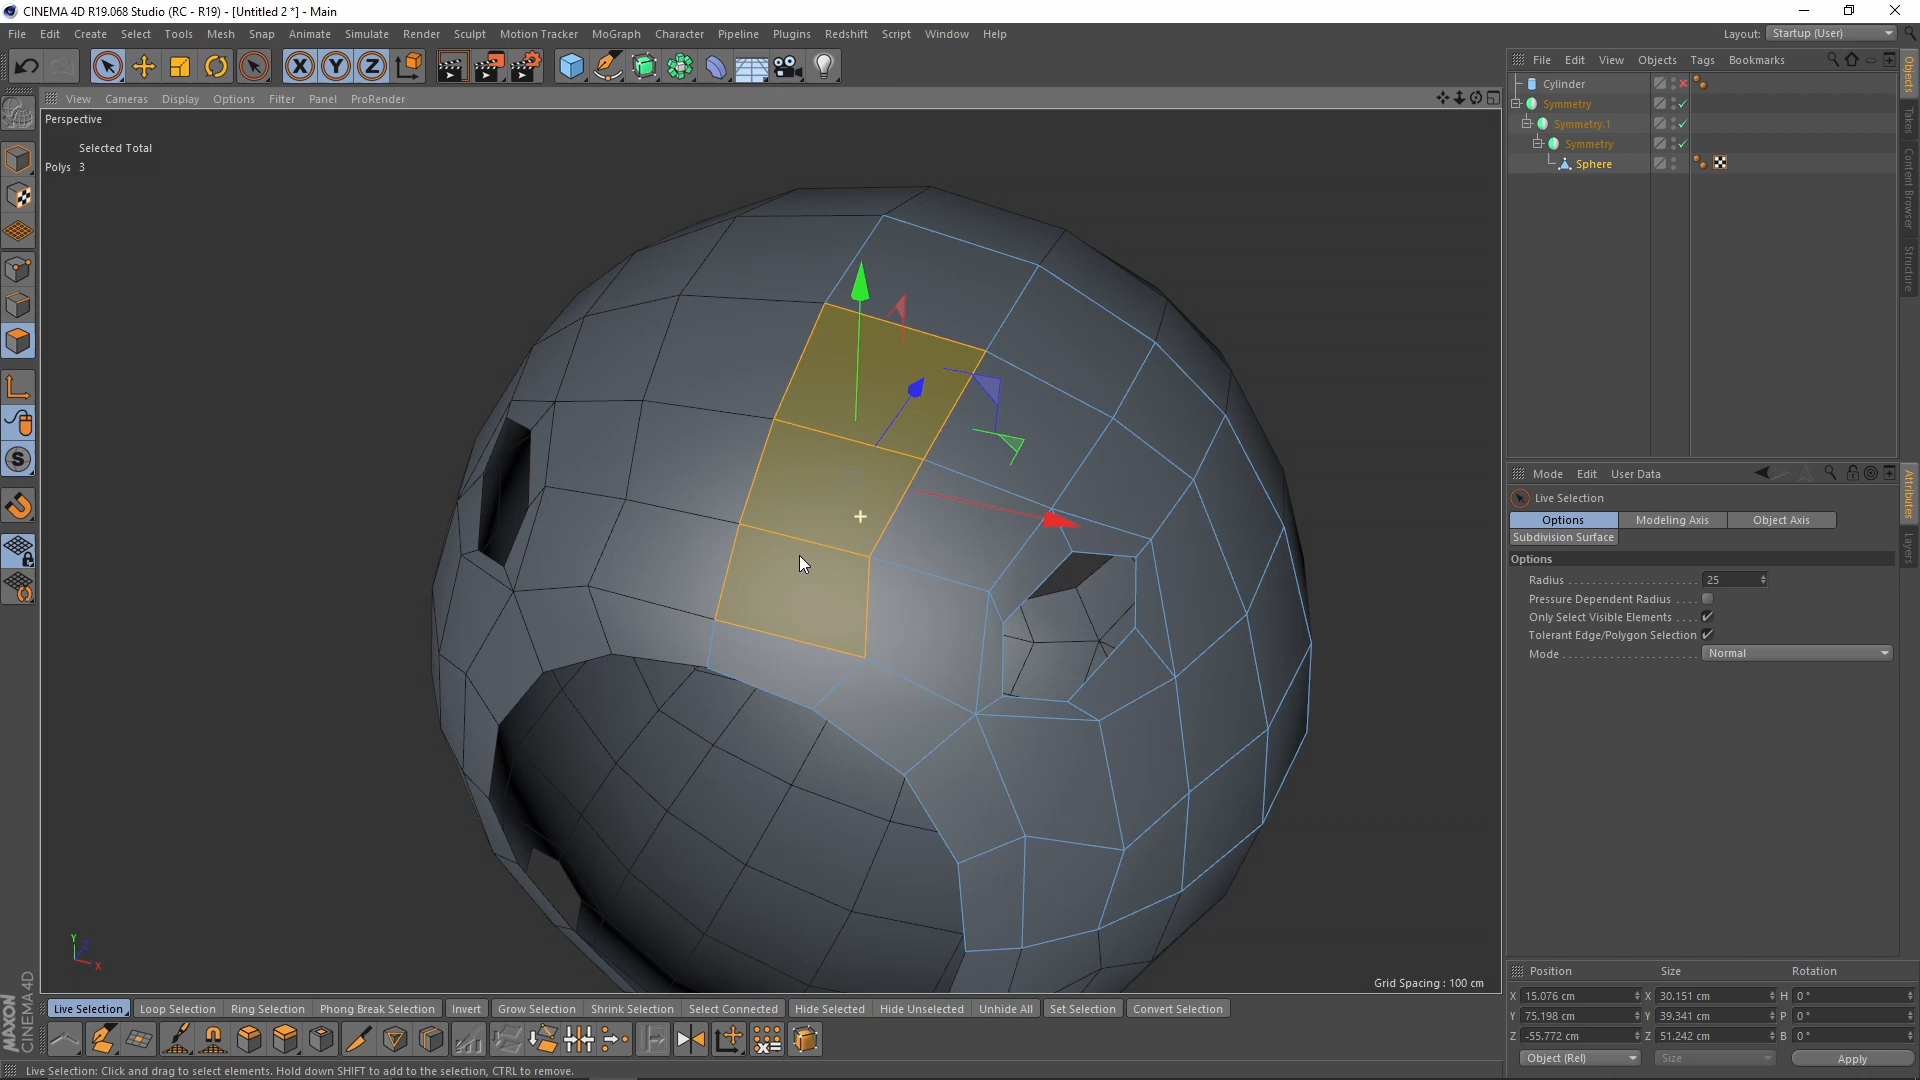 CINEMA 4D R19.068 Studio (RC - R19) - [Untitled 2 *] - Main
File Edit Create Select Tools Mesh Snap Animate Simulate Render Sculpt Motion Tracker MoGraph Character Pipeline Plugins Redshift Script Window Help
Layout: Startup (User)
X Y Z
File Edit View Objects Tags Bookmarks
View Cameras Display Options Filter Panel ProRender
Perspective
Selected Total
Polys 3
Cylinder
Symmetry
Symmetry.1
Symmetry
Sphere
Objects
Takes
Content Browser
Structure
Mode Edit User Data
Live Selection
Options Modeling Axis Object Axis
Subdivision Surface
Options
Radius 25
Pressure Dependent Radius
Only Select Visible Elements
Tolerant Edge/Polygon Selection
Mode Normal
Attributes
Layers
S
Y
Z
X
Grid Spacing : 100 cm
Live Selection Loop Selection Ring Selection Phong Break Selection Invert Grow Selection Shrink Selection Select Connected Hide Selected Hide Unselected Unhide All Set Selection Convert Selection
Position Size Rotation
X 15.076 cm X 30.151 cm H 0 °
Y 75.198 cm Y 39.341 cm P 0 °
Z -55.772 cm Z 51.242 cm B 0 °
Object (Rel) Size Apply
MAXON
CINEMA 4D
Live Selection: Click and drag to select elements. Hold down SHIFT to add to the selection, CTRL to remove.